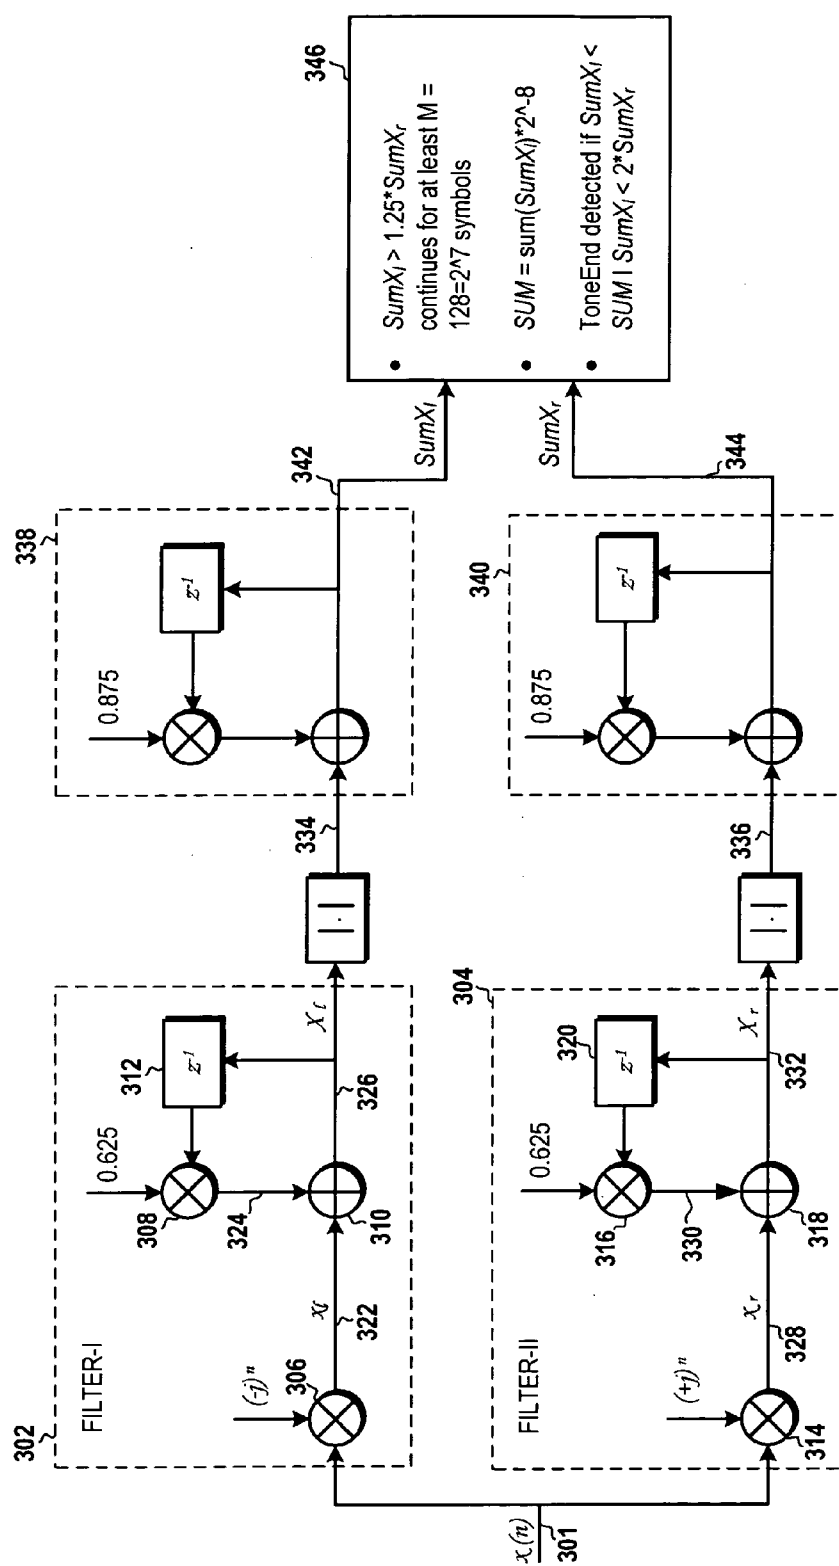 302
FILTER-I
(-j)ⁿ
306
x_l
322
0.625
308
324
310
312
z⁻¹
326
X_l
|·|
334
338
0.875
z⁻¹
342
SumX_l
x(n)
301
304
FILTER-II
(+j)ⁿ
314
x_r
328
0.625
316
330
318
320
z⁻¹
332
X_r
|·|
336
340
0.875
z⁻¹
344
SumX_r
346
• SumX_l > 1.25*SumX_r
continues for at least M =
128=2^7 symbols
• SUM = sum(SumX_l)*2^-8
• ToneEnd detected if SumX_l <
SUM | SumX_l < 2*SumX_r